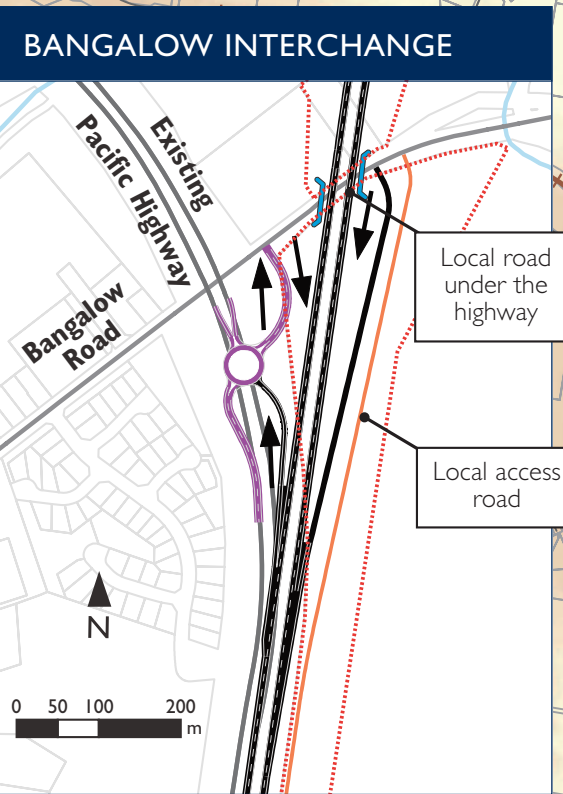 BANGALOW INTERCHANGE
Existing
Pacific Highway
Bangalow
Road
Local road
under the
highway
Local access
road
N
0 50 100 200
m